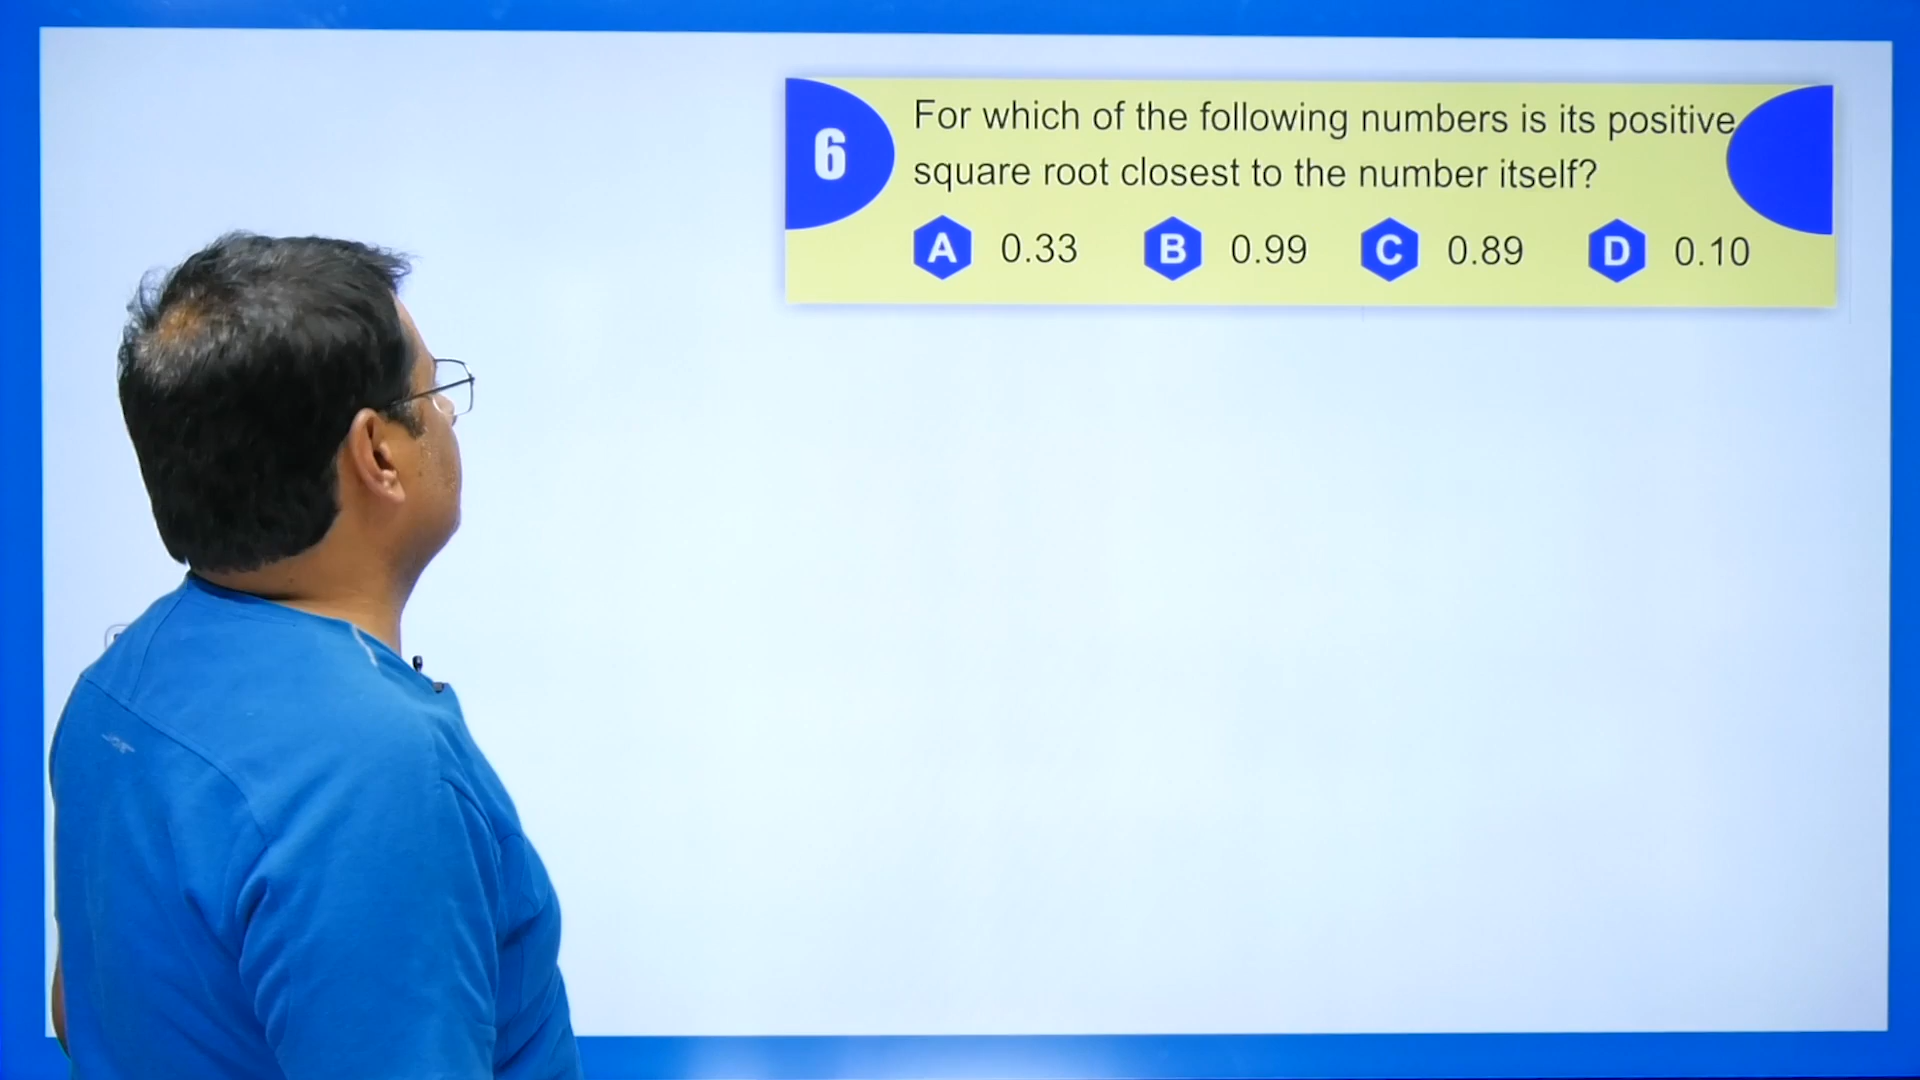 6
For which of the following numbers is its positive
square root closest to the number itself?
A 0.33 B 0.99 C 0.89 D 0.10